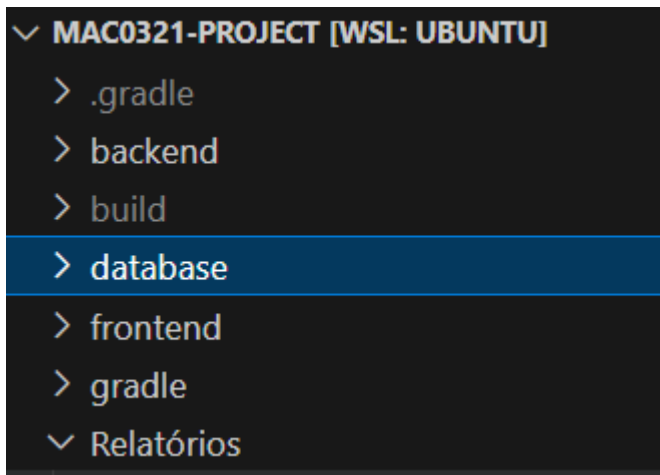 MAC0321-PROJECT [WSL: UBUNTU]
.gradle
backend
build
database
frontend
gradle
Relatórios